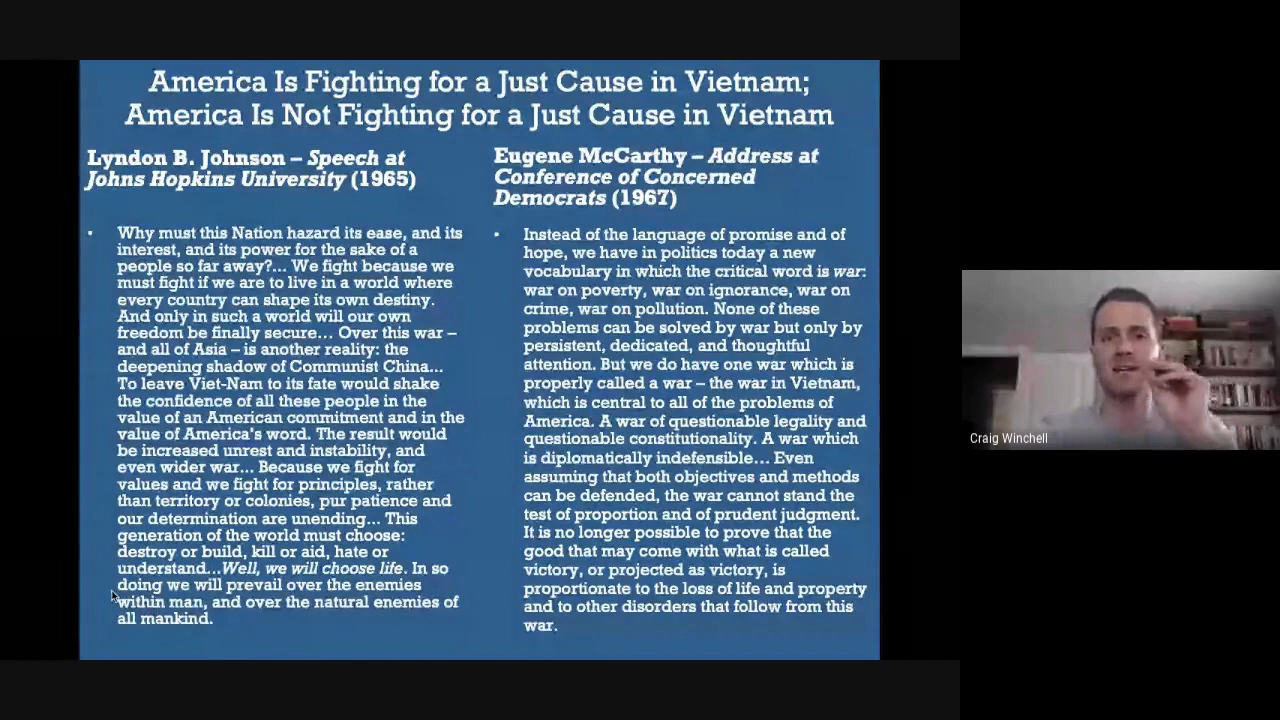 America Is Fighting for a Just Cause in Vietnam;
America Is Not Fighting for a Just Cause in Vietnam
Lyndon B. Johnson – Speech at
Johns Hopkins University (1965)
• Why must this Nation hazard its ease, and its
interest, and its power for the sake of a
people so far away?... We fight because we
must fight if we are to live in a world where
every country can shape its own destiny.
And only in such a world will our own
freedom be finally secure... Over this war –
and all of Asia – is another reality: the
deepening shadow of Communist China...
To leave Viet-Nam to its fate would shake
the confidence of all these people in the
value of an American commitment and in the
value of America's word. The result would
be increased unrest and instability, and
even wider war... Because we fight for
values and we fight for principles, rather
than territory or colonies, pur patience and
our determination are unending... This
generation of the world must choose:
destroy or build, kill or aid, hate or
understand...Well, we will choose life. In so
doing we will prevail over the enemies
within man, and over the natural enemies of
all mankind.
Eugene McCarthy – Address at
Conference of Concerned
Democrats (1967)
• Instead of the language of promise and of
hope, we have in politics today a new
vocabulary in which the critical word is war:
war on poverty, war on ignorance, war on
crime, war on pollution. None of these
problems can be solved by war but only by
persistent, dedicated, and thoughtful
attention. But we do have one war which is
properly called a war – the war in Vietnam,
which is central to all of the problems of
America. A war of questionable legality and
questionable constitutionality. A war which
is diplomatically indefensible... Even
assuming that both objectives and methods
can be defended, the war cannot stand the
test of proportion and of prudent judgment.
It is no longer possible to prove that the
good that may come with what is called
victory, or projected as victory, is
proportionate to the loss of life and property
and to other disorders that follow from this
war.
Craig Winchell